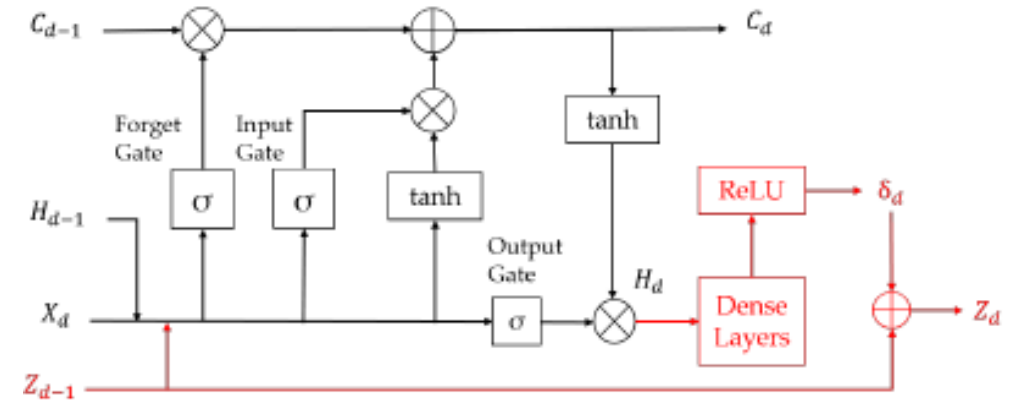 C_{d-1}
C_d
tanh
Forget
Gate
Input
Gate
σ
σ
tanh
ReLU
δ_d
H_{d-1}
Output
Gate
H_d
X_d
σ
Dense
Layers
Z_d
Z_{d-1}